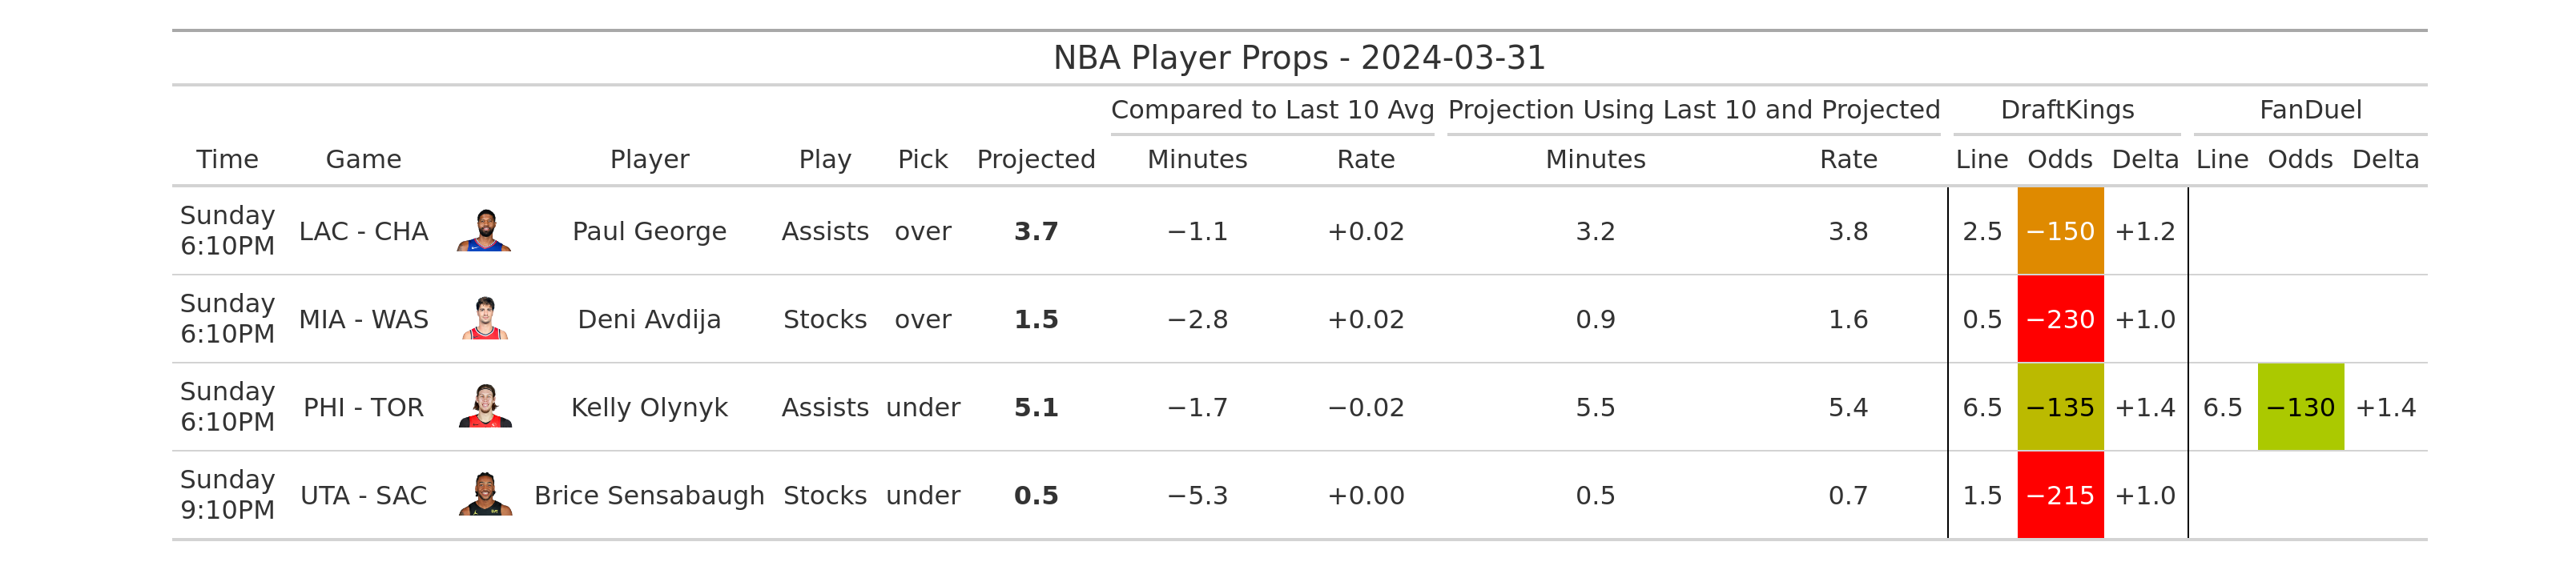 NBA Player Props - 2024-03-31
Compared to Last 10 Avg Projection Using Last 10 and Projected DraftKings FanDuel
Time Game Player Play Pick Projected Minutes Rate Minutes Rate Line Odds Delta Line Odds Delta
Sunday
6:10PM LAC - CHA Paul George Assists over 3.7 −1.1 +0.02 3.2 3.8 2.5 −150 +1.2
Sunday
6:10PM MIA - WAS Deni Avdija Stocks over 1.5 −2.8 +0.02 0.9 1.6 0.5 −230 +1.0
Sunday
6:10PM PHI - TOR Kelly Olynyk Assists under 5.1 −1.7 −0.02 5.5 5.4 6.5 −135 +1.4 6.5 −130 +1.4
Sunday
9:10PM UTA - SAC Brice Sensabaugh Stocks under 0.5 −5.3 +0.00 0.5 0.7 1.5 −215 +1.0